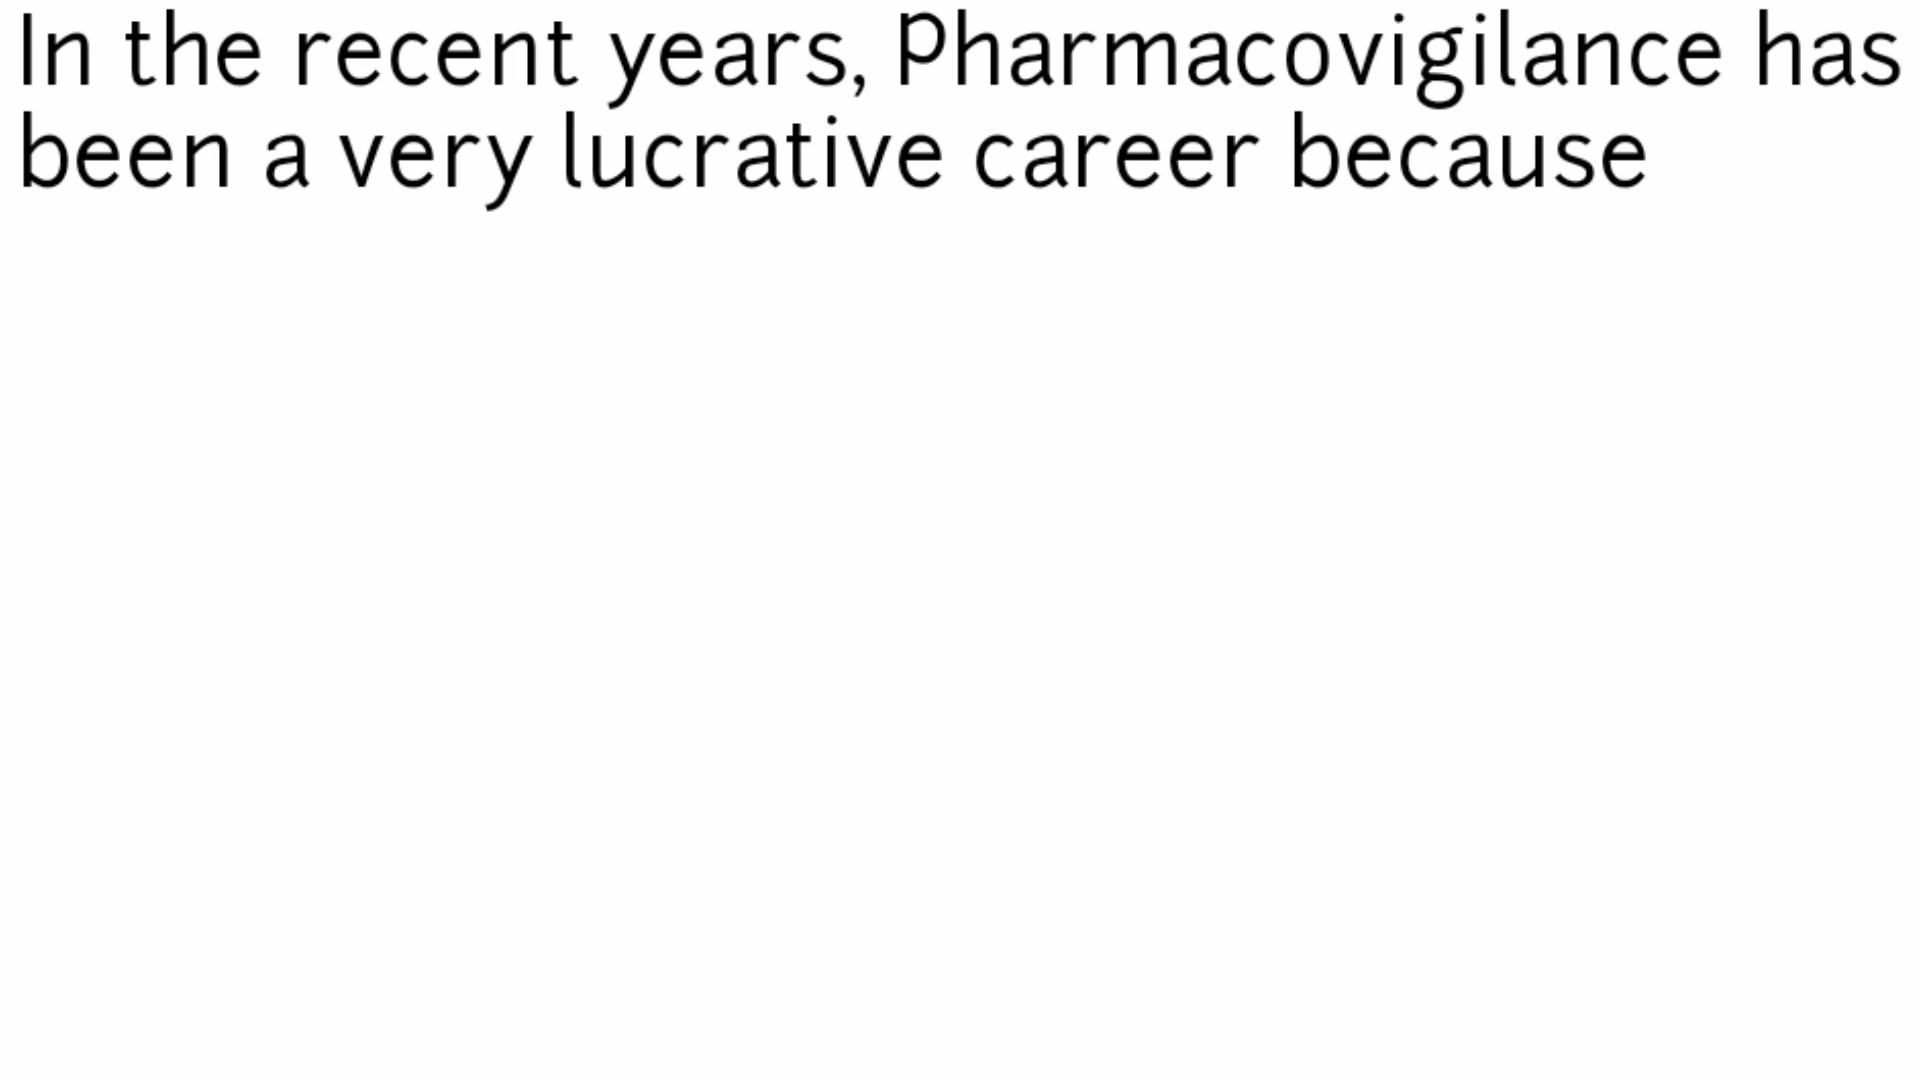 In the recent years, Pharmacovigilance has
been a very lucrative career because